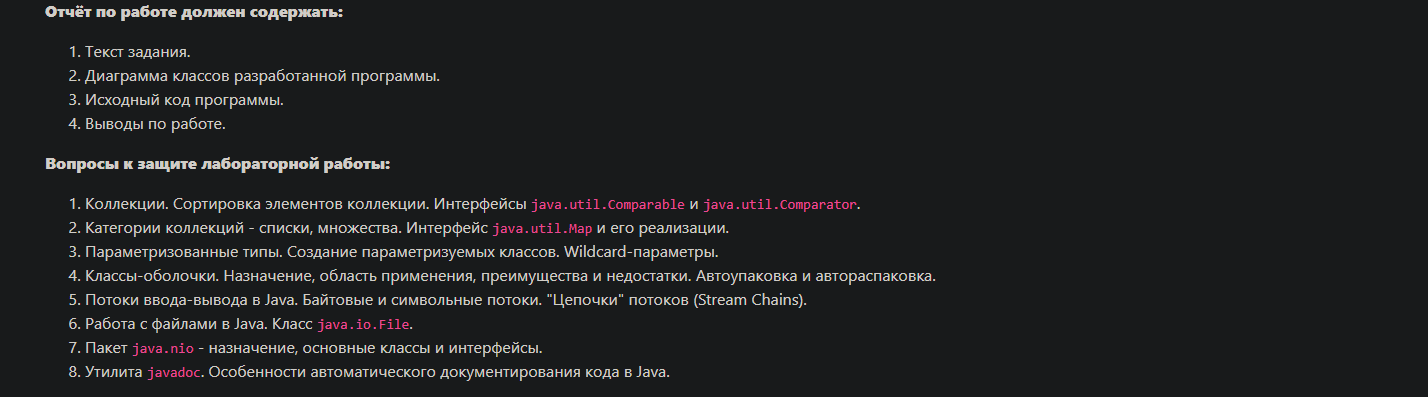 Отчёт по работе должен содержать:
1. Текст задания.
2. Диаграмма классов разработанной программы.
3. Исходный код программы.
4. Выводы по работе.
Вопросы к защите лабораторной работы:
1. Коллекции. Сортировка элементов коллекции. Интерфейсы java.util.Comparable и java.util.Comparator.
2. Категории коллекций - списки, множества. Интерфейс java.util.Map и его реализации.
3. Параметризованные типы. Создание параметризуемых классов. Wildcard-параметры.
4. Классы-оболочки. Назначение, область применения, преимущества и недостатки. Автоупаковка и автораспаковка.
5. Потоки ввода-вывода в Java. Байтовые и символьные потоки. "Цепочки" потоков (Stream Chains).
6. Работа с файлами в Java. Класс java.io.File.
7. Пакет java.nio - назначение, основные классы и интерфейсы.
8. Утилита javadoc. Особенности автоматического документирования кода в Java.